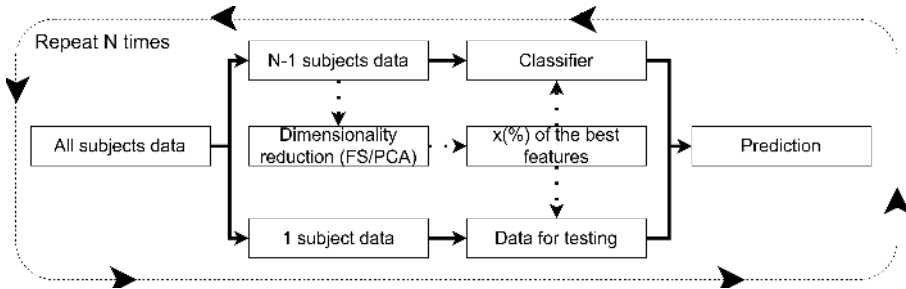 Repeat N times
N-1 subjects data
Classifier
All subjects data
Dimensionality
reduction (FS/PCA)
x(%) of the best
features
Prediction
1 subject data
Data for testing